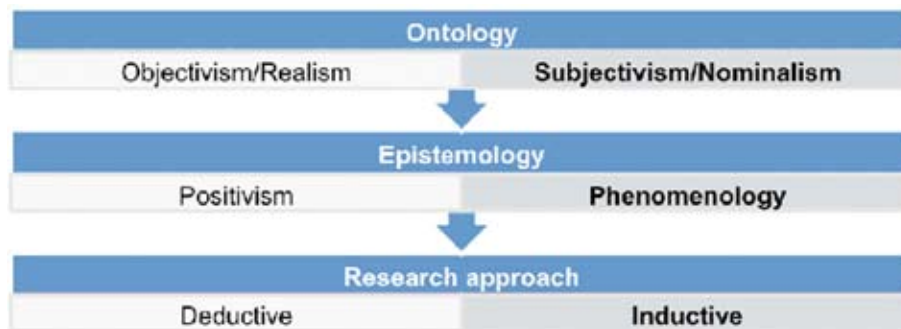 Ontology
Objectivism/Realism Subjectivism/Nominalism
Epistemology
Positivism Phenomenology
Research approach
Deductive Inductive